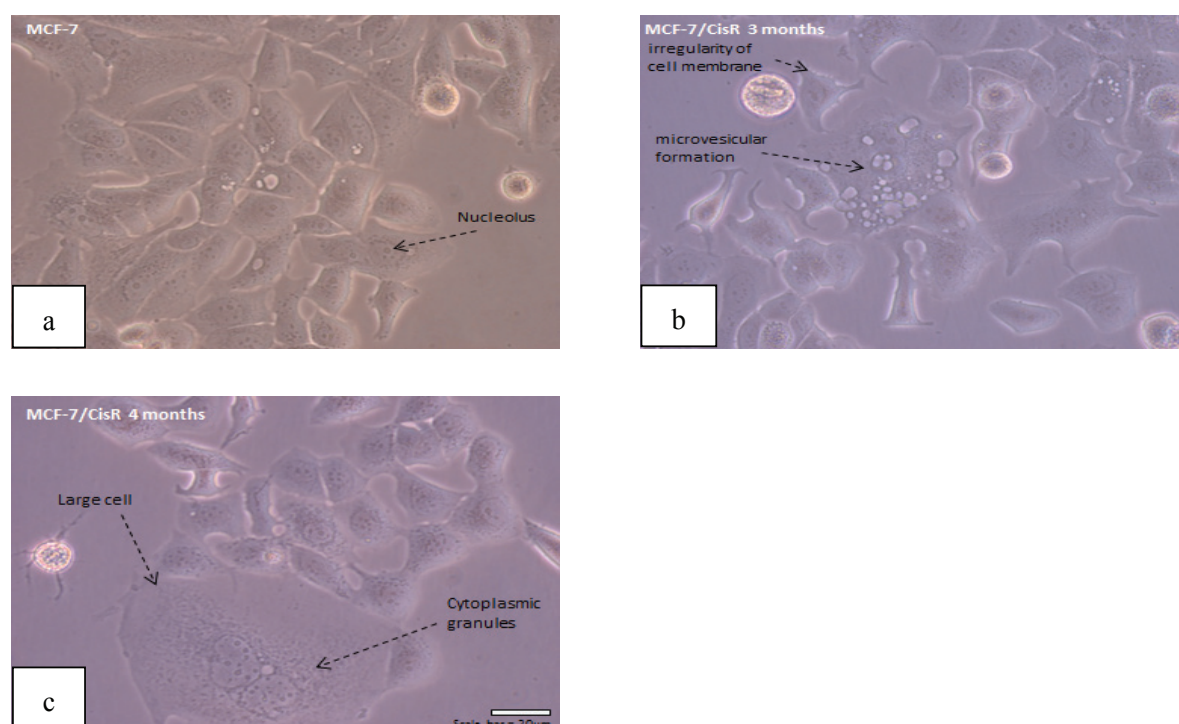 MCF-7
Nucleolus
a
MCF-7/CisR 3 months
irregularity of
cell membrane
microvesicular
formation
b
MCF-7/CisR 4 months
Large cell
Cytoplasmic
granules
c